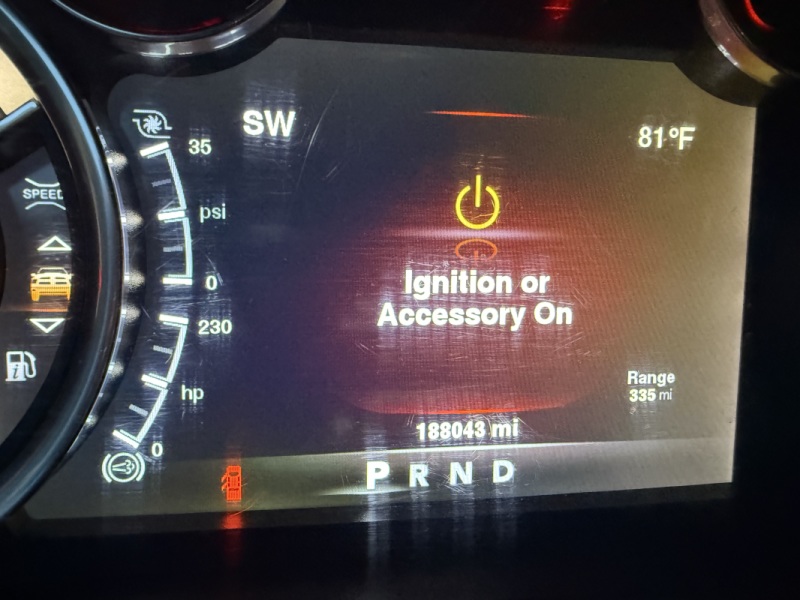 SW
81°F
35
psi
0
230
hp
0
SPEED
Ignition or
Accessory On
Range
335 mi
188043 mi
P R N D